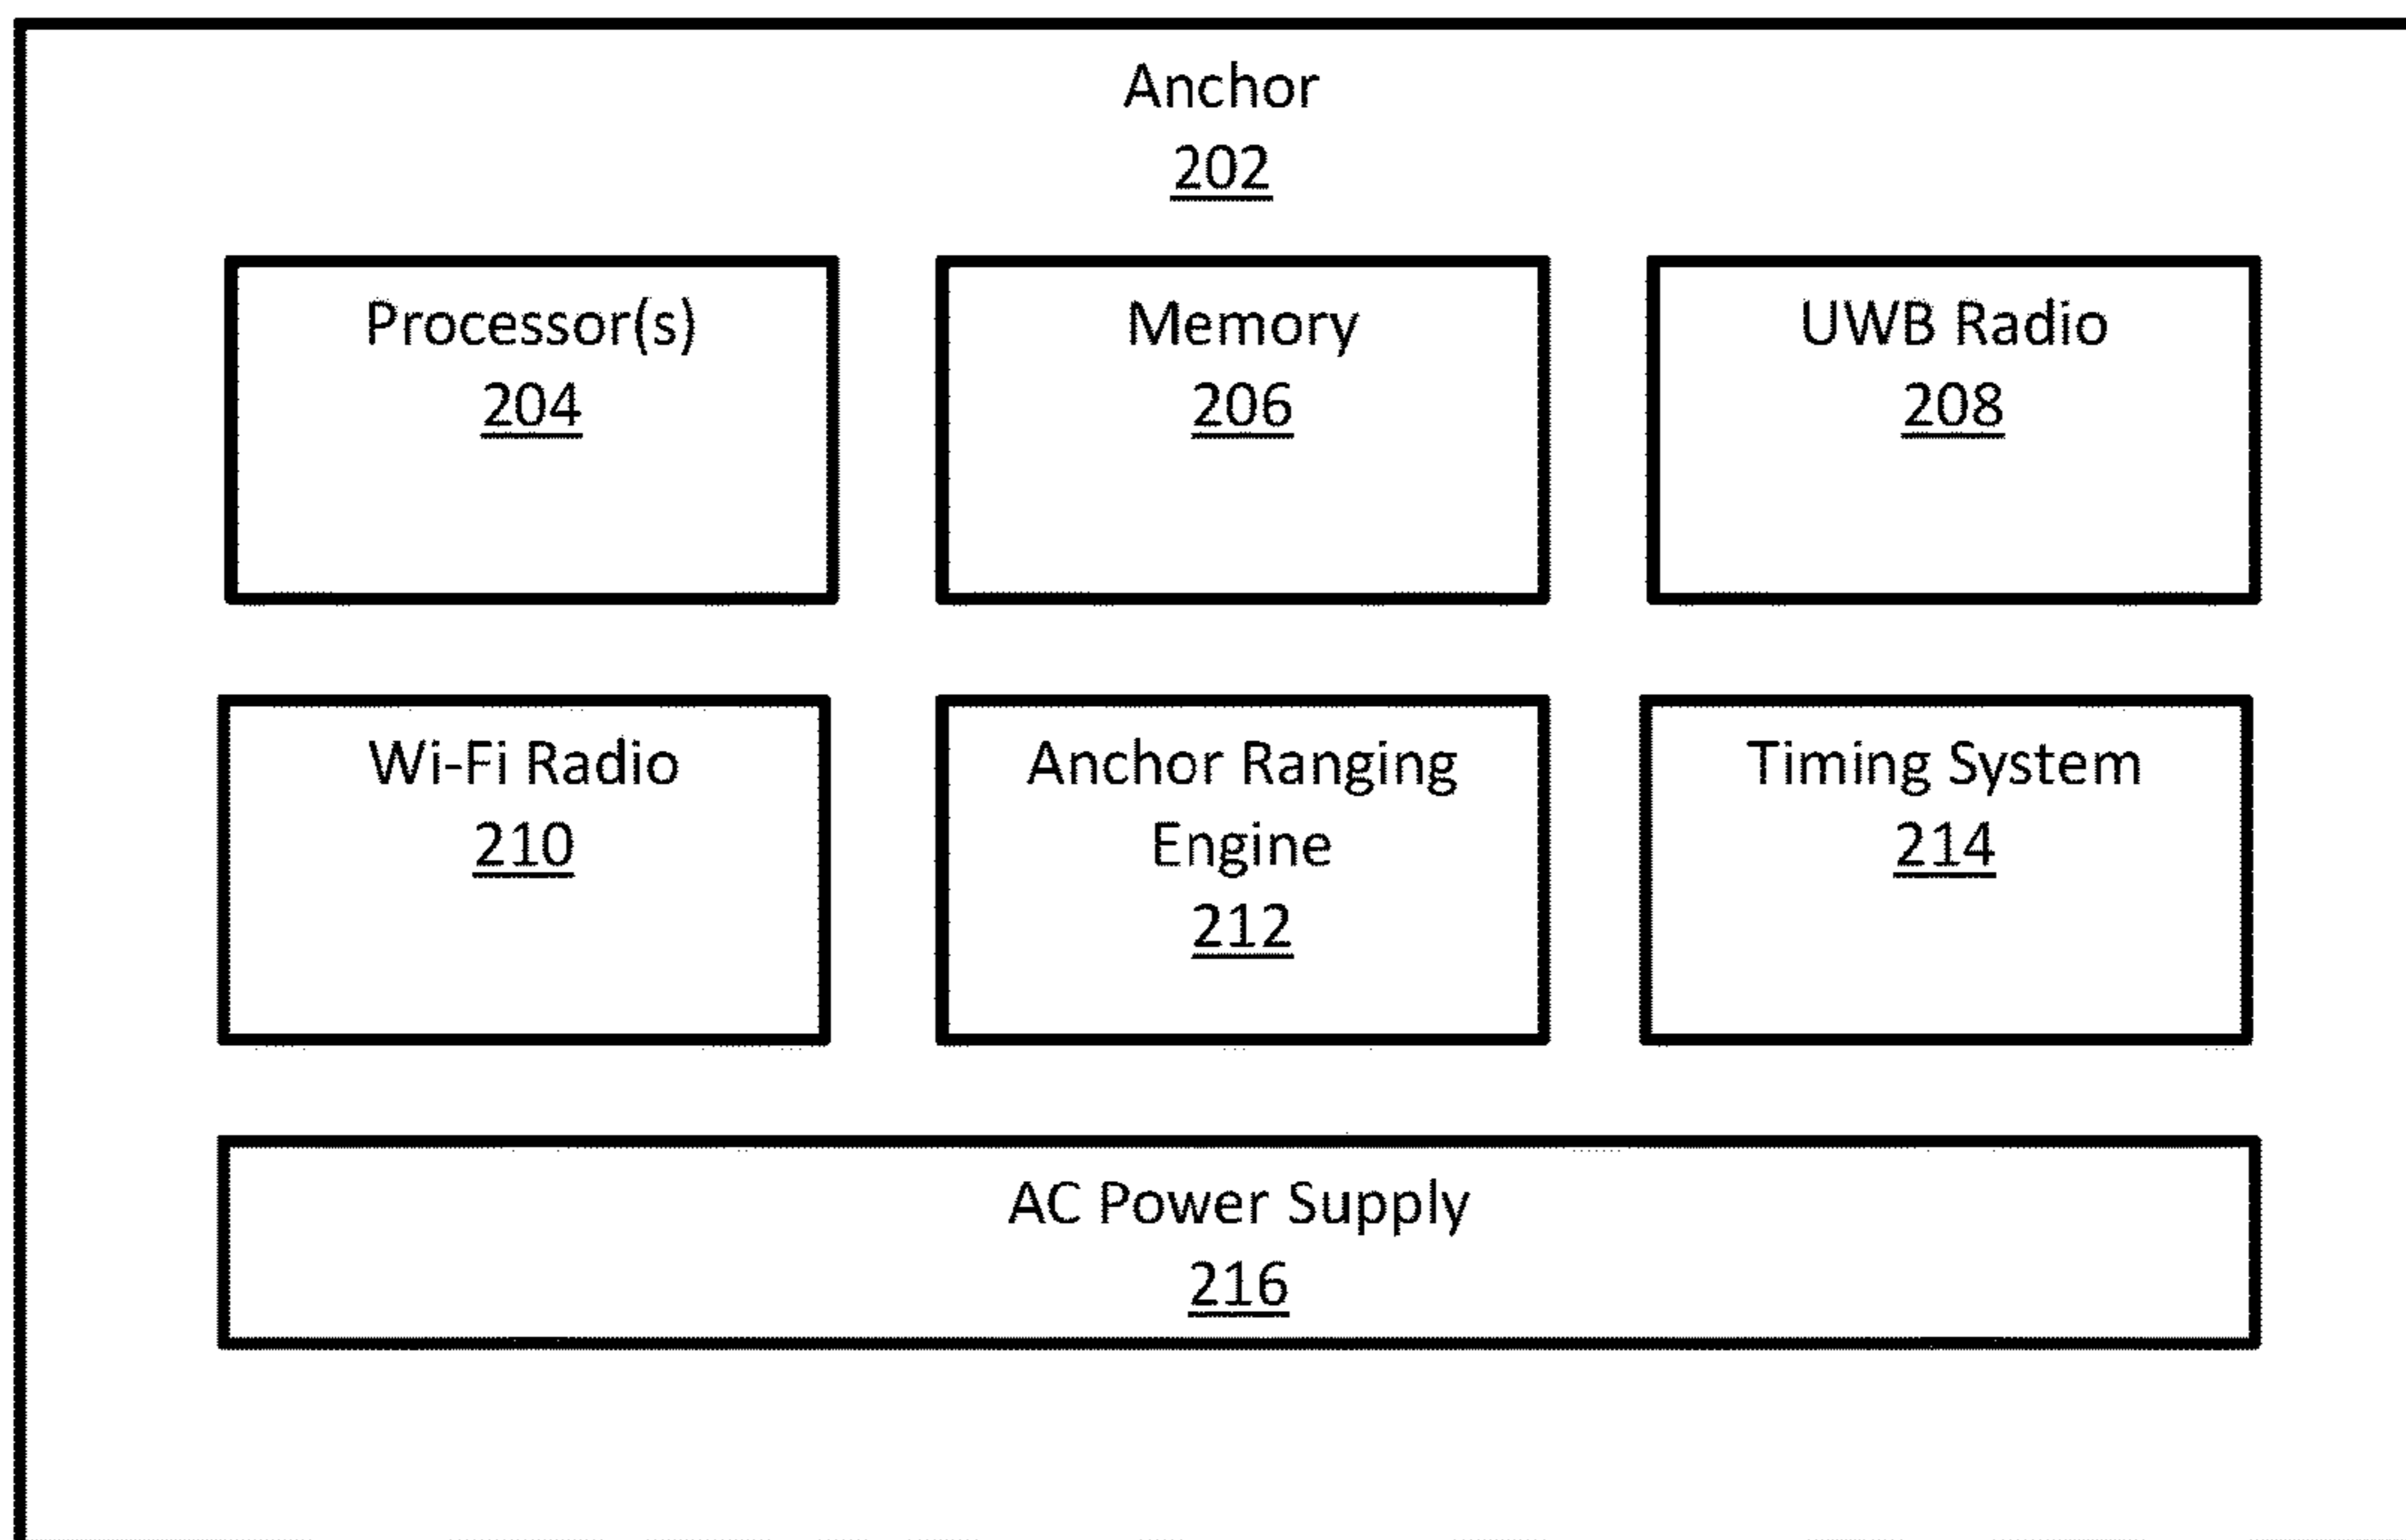 Anchor
202
Processor(s)
204
Memory
206
UWB Radio
208
Wi-Fi Radio
210
Anchor Ranging
Engine
212
Timing System
214
AC Power Supply
216